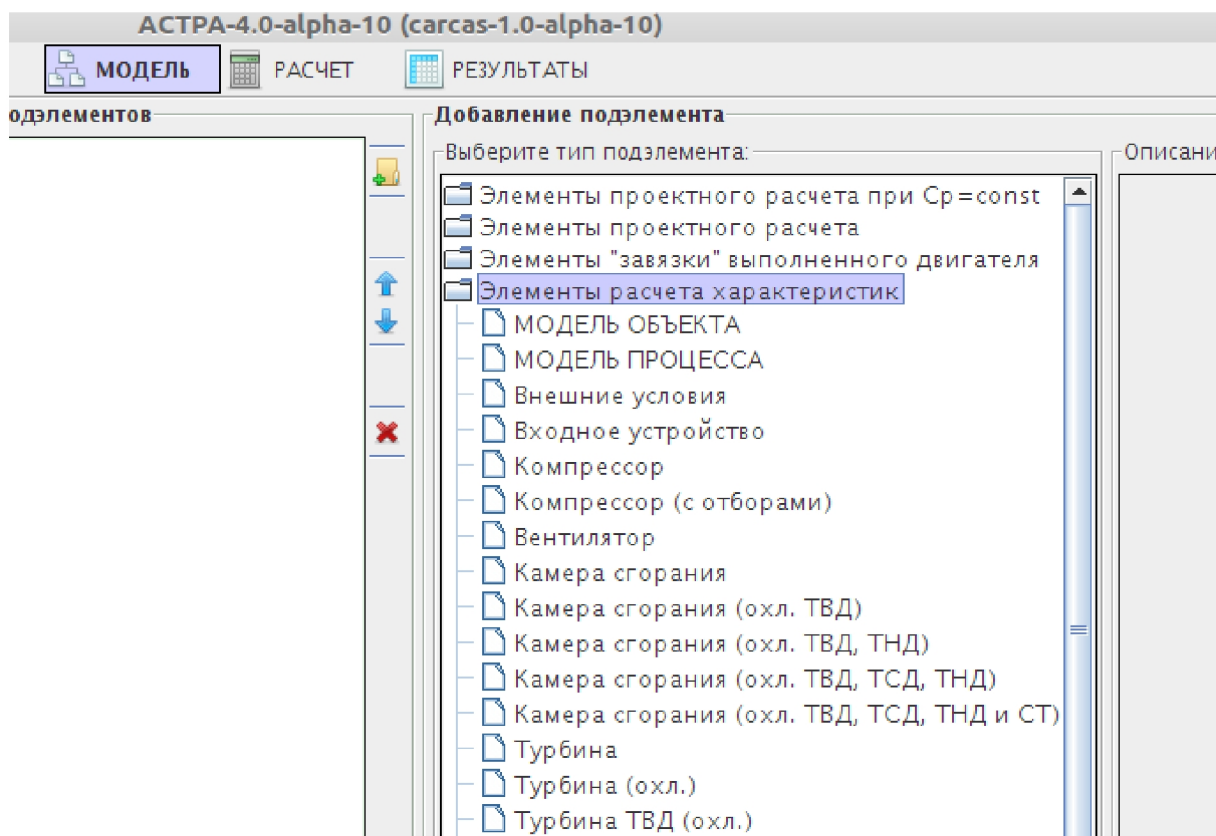 АСТРА-4.0-alpha-10 (carcas-1.0-alpha-10)
МОДЕЛЬ РАСЧЕТ РЕЗУЛЬТАТЫ
одэлементов
Добавление подэлемента
Выберите тип подэлемента:
Описани
Элементы проектного расчета при Cp=const
Элементы проектного расчета
Элементы "завязки" выполненного двигателя
Элементы расчета характеристик
МОДЕЛЬ ОБЪЕКТА
МОДЕЛЬ ПРОЦЕССА
Внешние условия
Входное устройство
Компрессор
Компрессор (с отборами)
Вентилятор
Камера сгорания
Камера сгорания (охл. ТВД)
Камера сгорания (охл. ТВД, ТНД)
Камера сгорания (охл. ТВД, ТСД, ТНД)
Камера сгорания (охл. ТВД, ТСД, ТНД и СТ)
Турбина
Турбина (охл.)
Турбина ТВД (охл.)